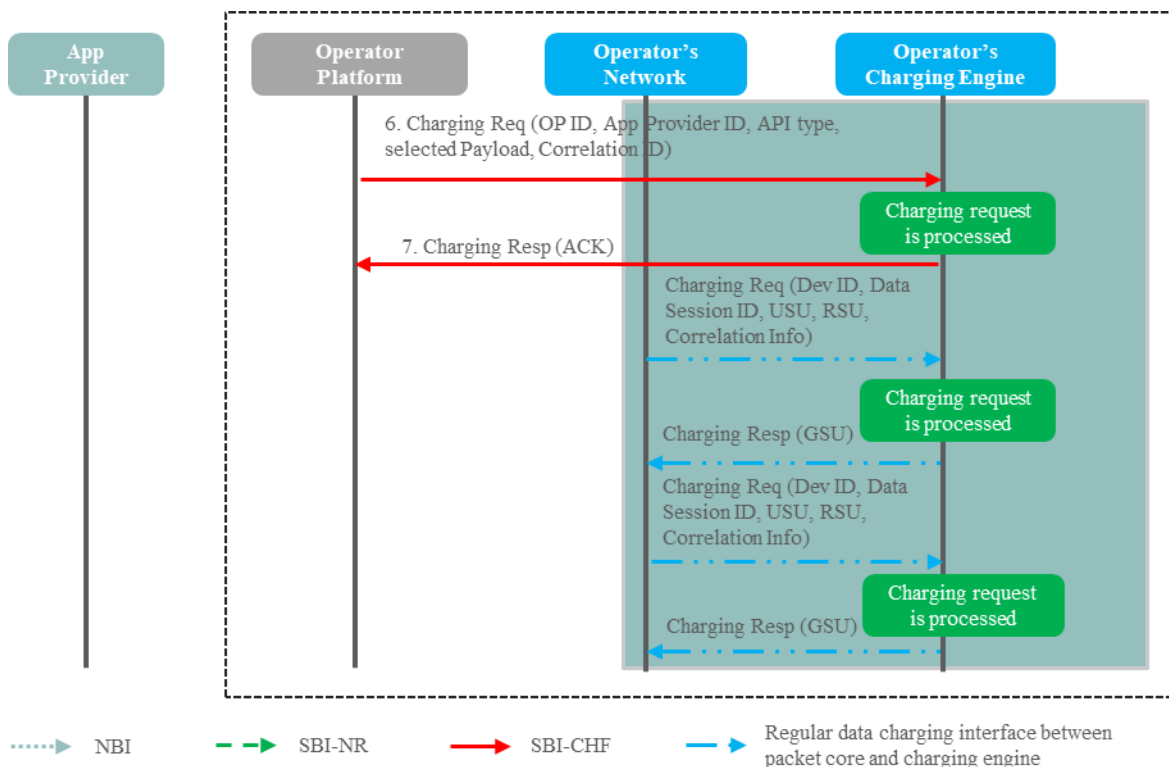 App
Provider
Operator
Platform
Operator's
Network
Operator's
Charging Engine
6. Charging Req (OP ID, App Provider ID, API type,
selected Payload, Correlation ID)
Charging request
is processed
7. Charging Resp (ACK)
Charging Req (Dev ID, Data
Session ID, USU, RSU,
Correlation Info)
Charging request
is processed
Charging Resp (GSU)
Charging Req (Dev ID, Data
Session ID, USU, RSU,
Correlation Info)
Charging request
is processed
Charging Resp (GSU)
NBI
SBI-NR
SBI-CHF
Regular data charging interface between
packet core and charging engine